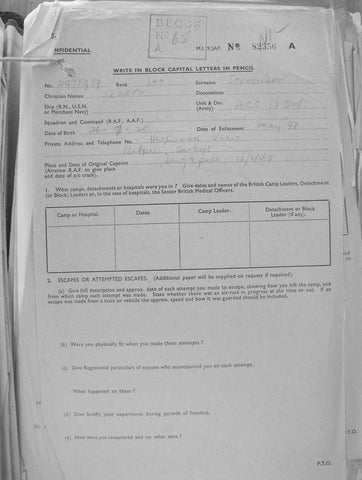 BLOCK
Nº 65
A
CONFIDENTIAL
M.I.9/JAP. Nº 82356 A
WRITE IN BLOCK CAPITAL LETTERS IN PENCIL
No. Rank Surname
Christian Names JOSEPH Decorations
Ship (R.N., U.S.N. or Merchant Navy) Unit & Div. (Army)
Squadron and Command (R.A.F., A.A.F.)
Date of Birth Date of Enlistment May 39
Private Address and Telephone No.
Belper Derbys
Place and Date of Original Capture Singapore
(Aircrew R.A.F. to give place
and date of a/c crash).
1. What camps, detachments or hospitals were you in ? Give dates and names of the British Camp Leaders, Detachment
(or Block) Leaders or, in the case of hospitals, the Senior British Medical Officers.
Camp or Hospital. Dates. Camp Leader. Detachment or Block Leader (if any).
2. ESCAPES OR ATTEMPTED ESCAPES. (Additional paper will be supplied on request if required).
(a) Give full description and approx. date of each attempt you made to escape, showing how you left the camp, and
from which camp each attempt was made. State whether there was an air-raid in progress at the time or not. If an
escape was made from a train or vehicle the approx. speed and how it was guarded should be included.
(b) Were you physically fit when you made these attempts ?
(c) Give Regimental particulars of anyone who accompanied you on each attempt.
What happened to them ?
(d) Give briefly your experiences during periods of freedom.
(e) How were you recaptured and on what date ?
P.T.O.
P.T.O.